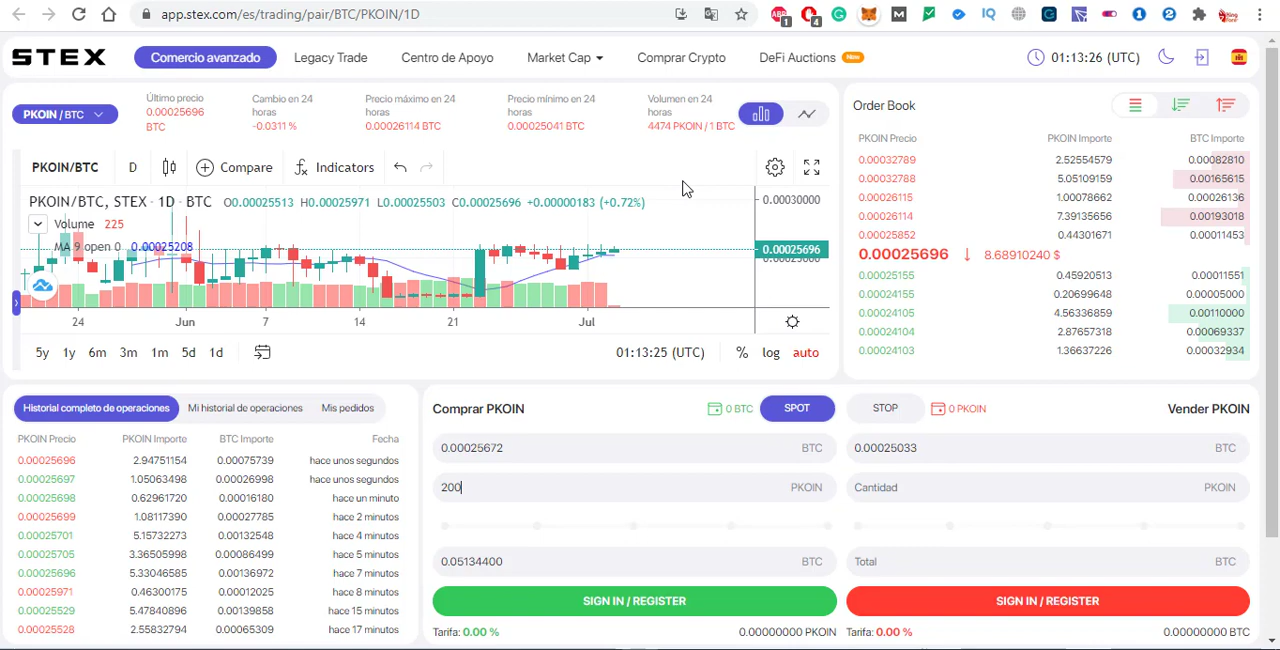 app.stex.com/es/trading/pair/BTC/PKOIN/1D
STEX
Comercio avanzado
Legacy Trade
Centro de Apoyo
Market Cap
Comprar Crypto
DeFi Auctions New
01:13:26 (UTC)
PKOIN / BTC
Último precio
0.00025696
BTC
Cambio en 24
horas
-0.0311 %
Precio máximo en 24
horas
0.00026114 BTC
Precio mínimo en 24
horas
0.00025041 BTC
Volumen en 24
horas
4474 PKOIN / 1 BTC
PKOIN/BTC D Compare Indicators
PKOIN/BTC, STEX · 1D · BTC O0.00025513 H0.00025971 L0.00025503 C0.00025696 +0.00000183 (+0.72%)
Volume 225
MA 9 open 0 0.00025208
0.00030000
0.00025696
24 Jun 7 14 21 Jul
5y 1y 6m 3m 1m 5d 1d 01:13:25 (UTC) % log auto
Order Book
PKOIN Precio PKOIN Importe BTC Importe
0.00032789 2.52554579 0.00082810
0.00032788 5.05109159 0.00165615
0.00026115 1.00078662 0.00026136
0.00026114 7.39135656 0.00193018
0.00025852 0.44301671 0.00011453
0.00025696 ↓ 8.68910240 $
0.00025155 0.45920513 0.00011551
0.00024155 0.20699648 0.00005000
0.00024105 4.56336859 0.00110000
0.00024104 2.87657318 0.00069337
0.00024103 1.36637226 0.00032934
Historial completo de operaciones Mi historial de operaciones Mis pedidos
PKOIN Precio PKOIN Importe BTC Importe Fecha
0.00025696 2.94751154 0.00075739 hace unos segundos
0.00025697 1.05063498 0.00026998 hace unos segundos
0.00025698 0.62961720 0.00016180 hace un minuto
0.00025699 1.08117390 0.00027785 hace 2 minutos
0.00025701 5.15732273 0.00132548 hace 4 minutos
0.00025705 3.36505998 0.00086499 hace 5 minutos
0.00025696 5.33046585 0.00136972 hace 7 minutos
0.00025971 0.46300175 0.00012025 hace 8 minutos
0.00025529 5.47840896 0.00139858 hace 15 minutos
0.00025528 2.55832794 0.00065309 hace 17 minutos
Comprar PKOIN 0 BTC SPOT
0.00025672 BTC
200 PKOIN
0.05134400 BTC
SIGN IN / REGISTER
Tarifa: 0.00 % 0.00000000 PKOIN
STOP 0 PKOIN Vender PKOIN
0.00025033 BTC
Cantidad PKOIN
Total BTC
SIGN IN / REGISTER
Tarifa: 0.00 % 0.00000000 BTC